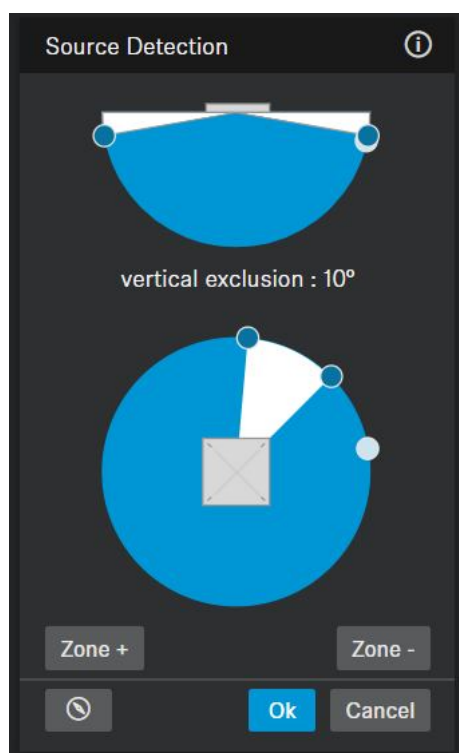 Source Detection
vertical exclusion : 10º
Zone +
Zone -
Ok
Cancel